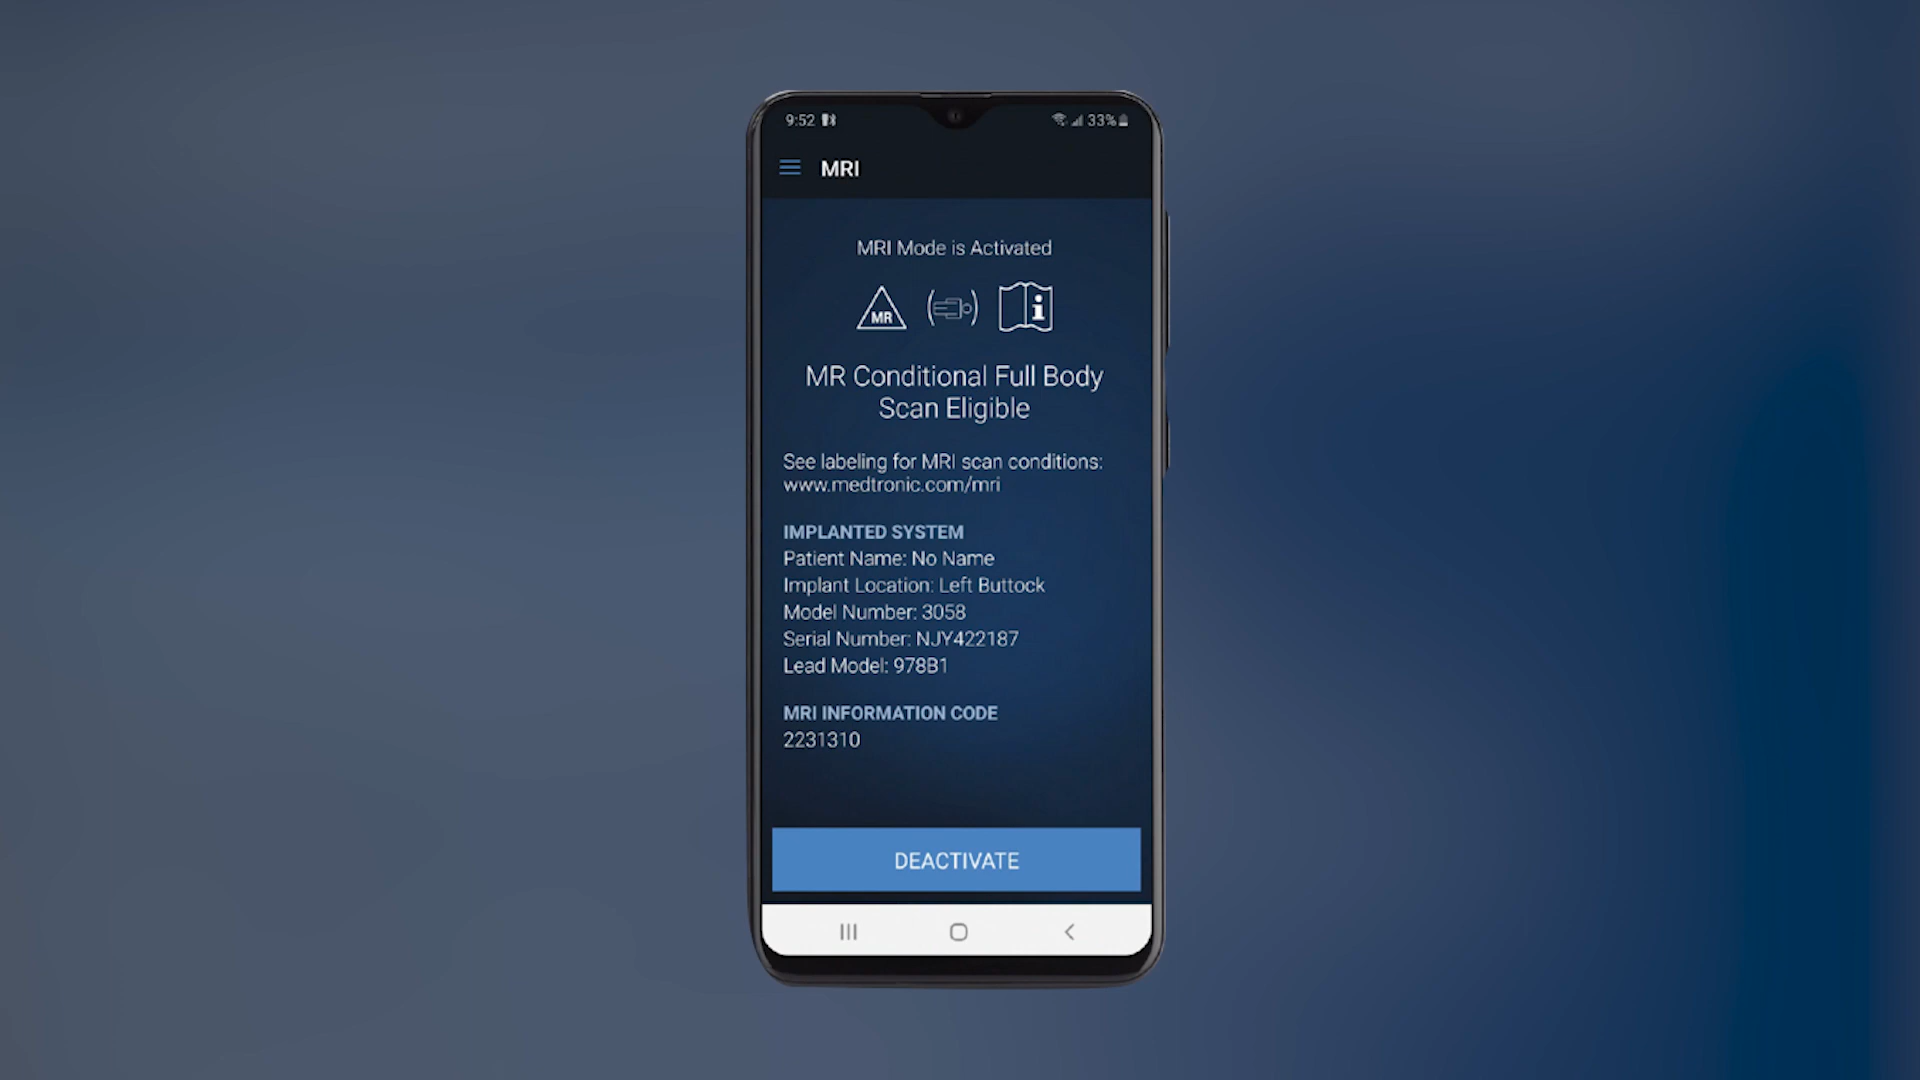 9:52
33%
MRI
MRI Mode is Activated
MR
i
MR Conditional Full Body
Scan Eligible
See labeling for MRI scan conditions:
www.medtronic.com/mri
IMPLANTED SYSTEM
Patient Name: No Name
Implant Location: Left Buttock
Model Number: 3058
Serial Number: NJY422187
Lead Model: 978B1
MRI INFORMATION CODE
2231310
DEACTIVATE